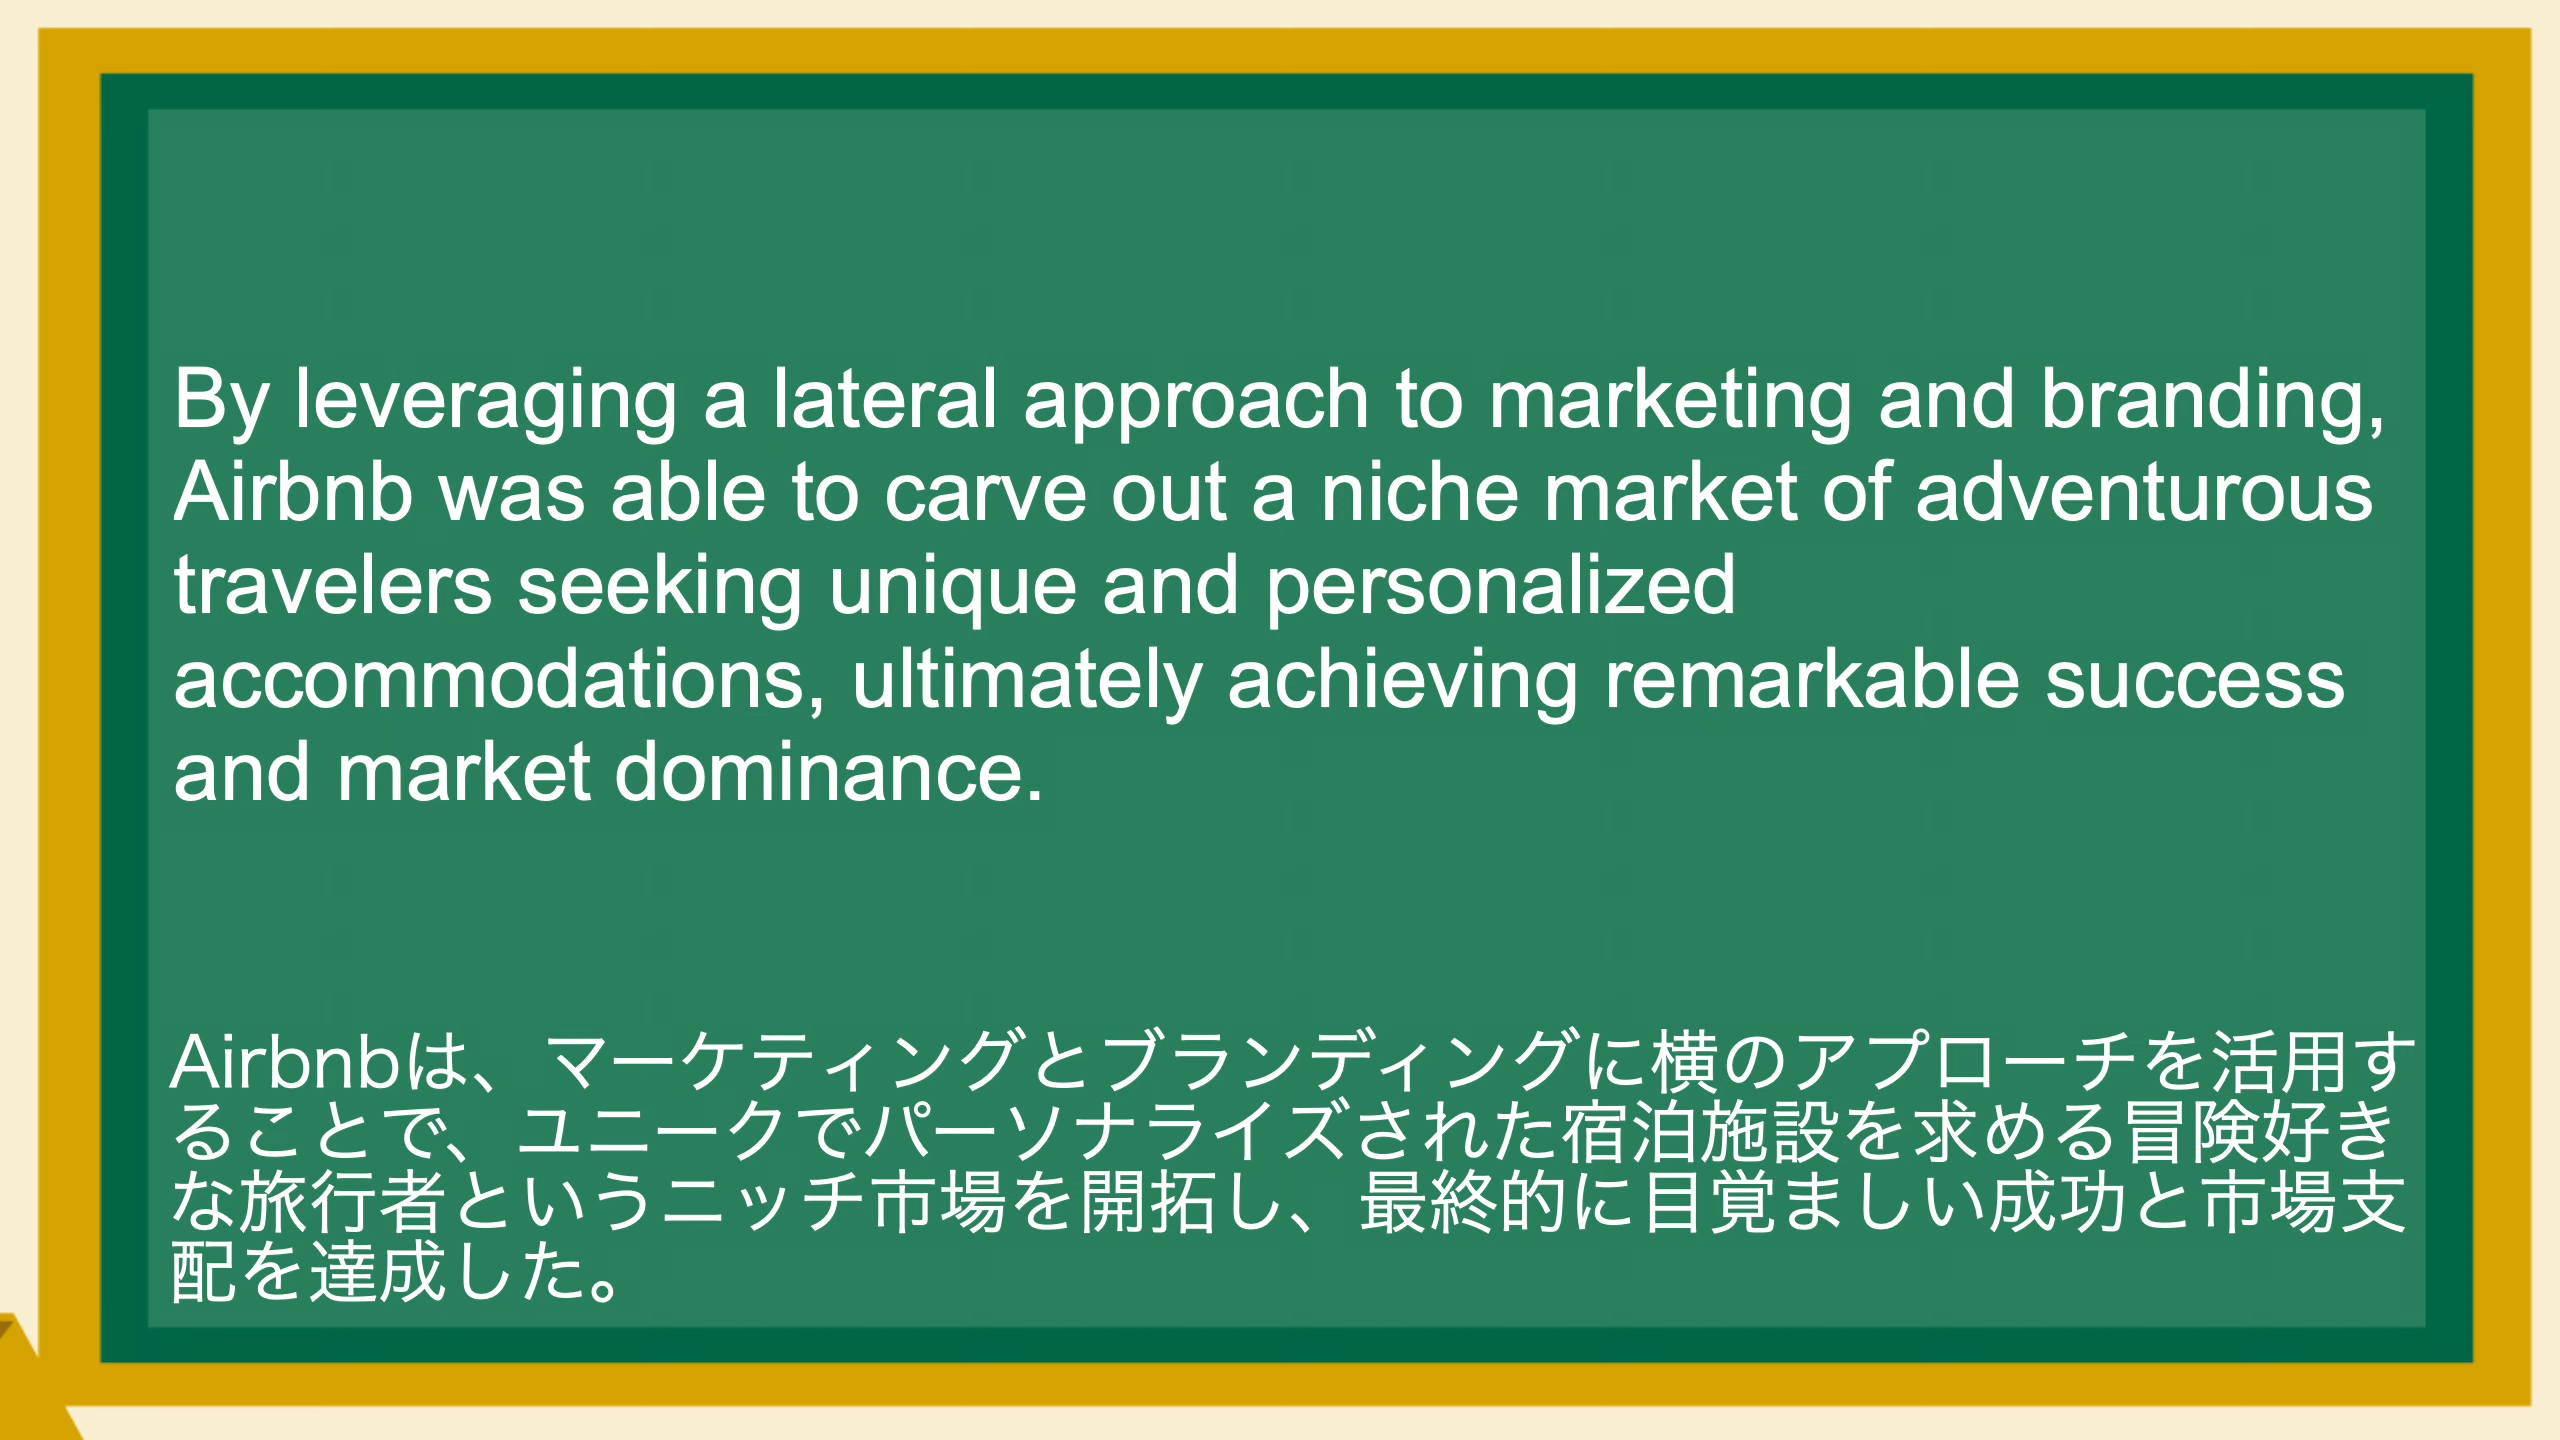 By leveraging a lateral approach to marketing and branding,
Airbnb was able to carve out a niche market of adventurous
travelers seeking unique and personalized
accommodations, ultimately achieving remarkable success
and market dominance.
Airbnbは、マーケティングとブランディングに横のアプローチを活用す
ることで、ユニークでパーソナライズされた宿泊施設を求める冒険好き
な旅行者というニッチ市場を開拓し、最終的に目覚ましい成功と市場支
配を達成した。